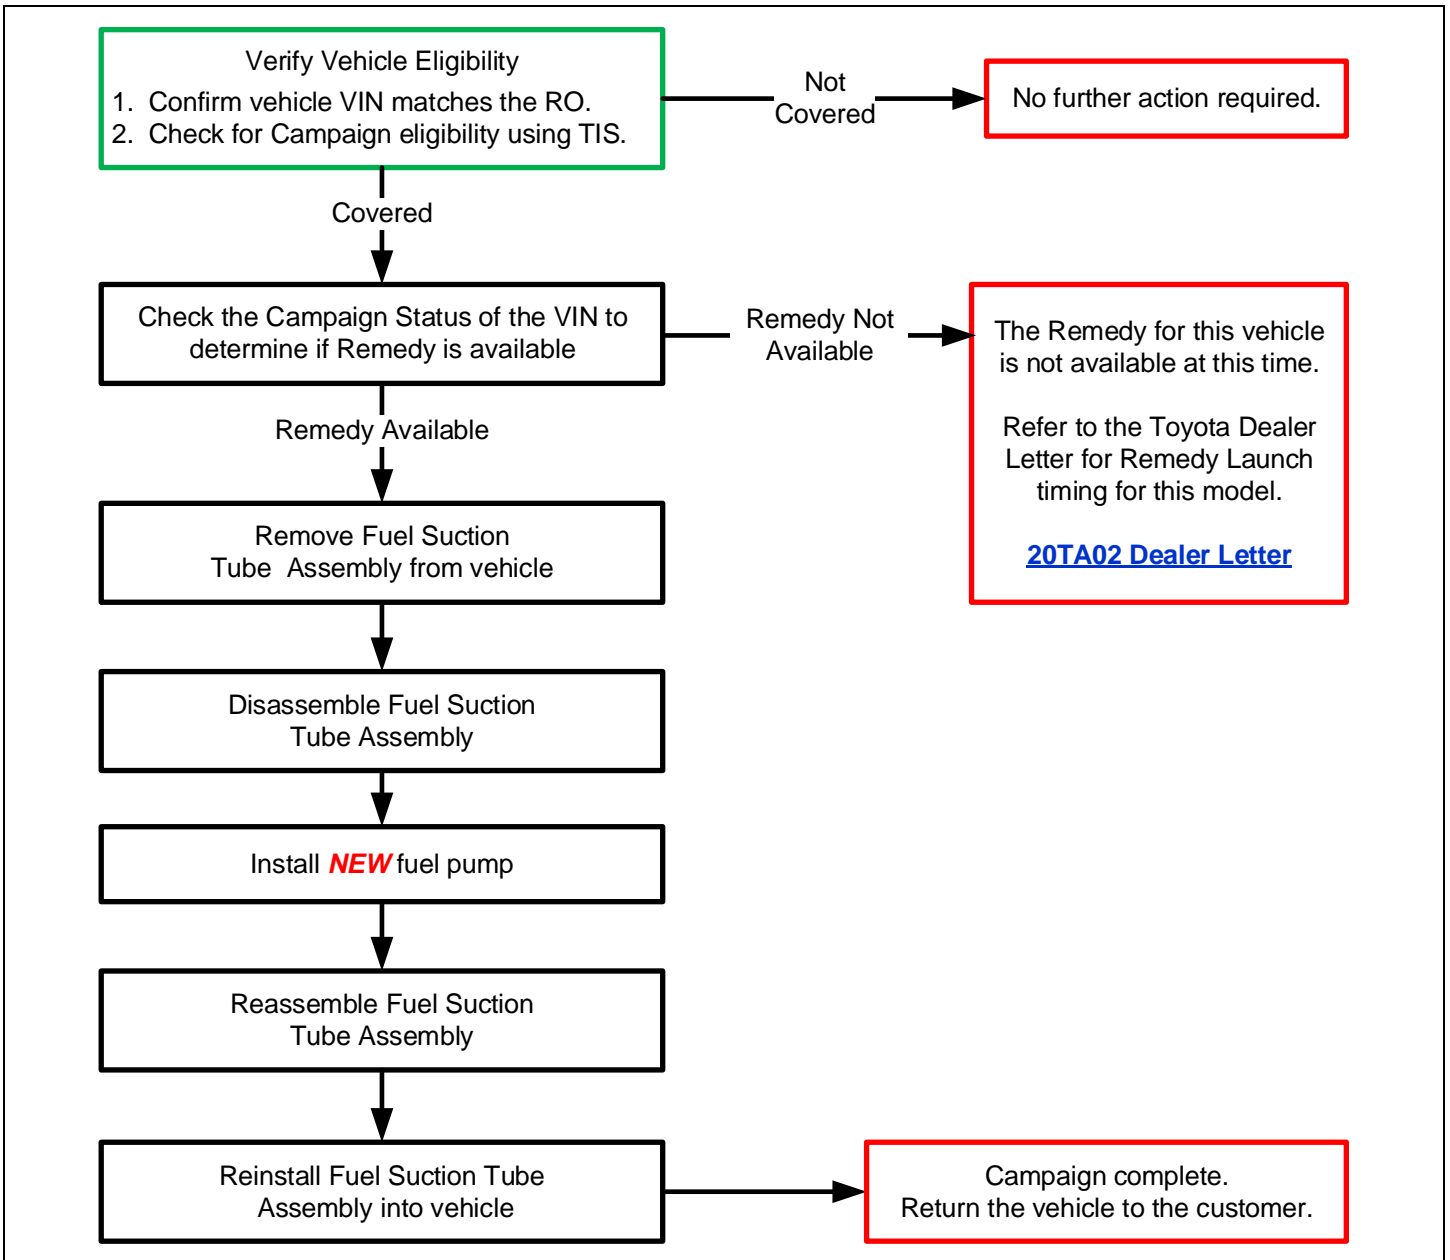 Verify Vehicle Eligibility
1. Confirm vehicle VIN matches the RO.
2. Check for Campaign eligibility using TIS.
Not
Covered
No further action required.
Covered
Check the Campaign Status of the VIN to
determine if Remedy is available
Remedy Not
Available
The Remedy for this vehicle
is not available at this time.
Refer to the Toyota Dealer
Letter for Remedy Launch
timing for this model.
20TA02 Dealer Letter
Remedy Available
Remove Fuel Suction
Tube Assembly from vehicle
Disassemble Fuel Suction
Tube Assembly
Install NEW fuel pump
Reassemble Fuel Suction
Tube Assembly
Reinstall Fuel Suction Tube
Assembly into vehicle
Campaign complete.
Return the vehicle to the customer.